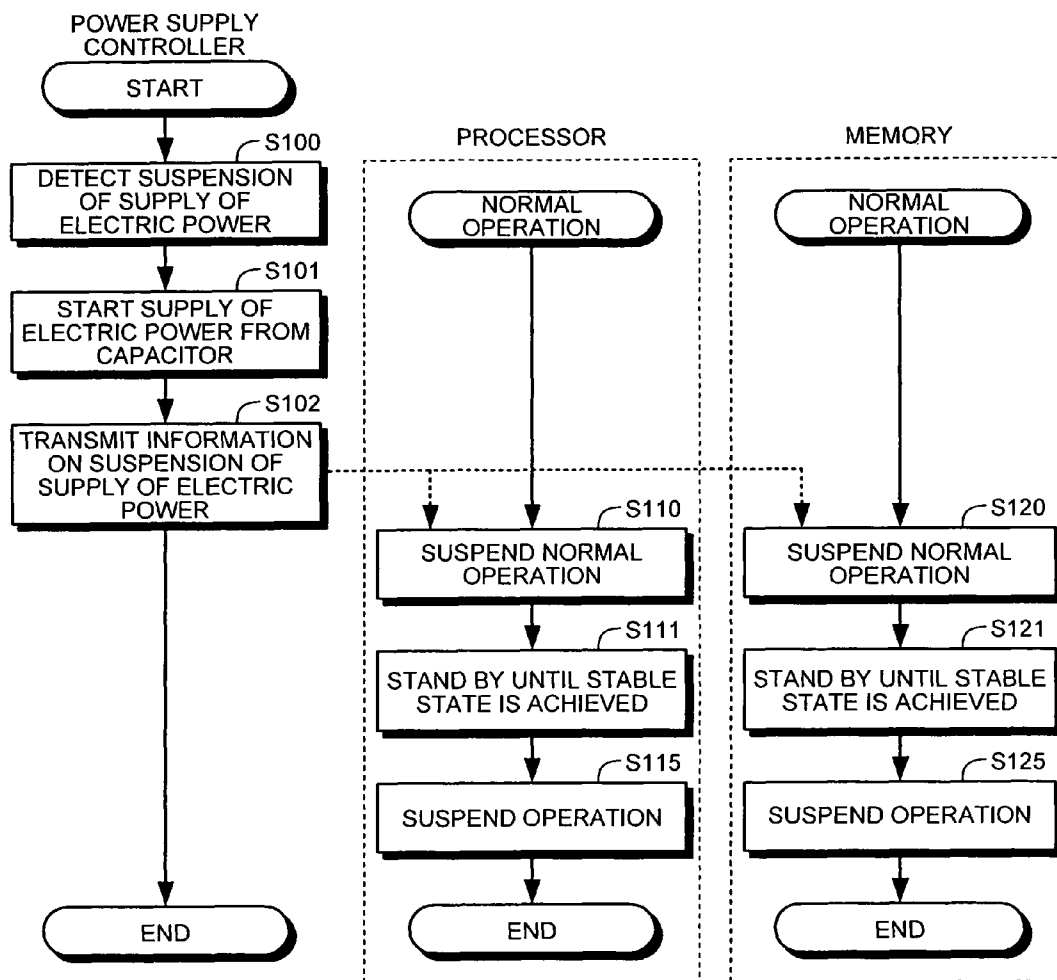 POWER SUPPLY
CONTROLLER
START
S100
DETECT SUSPENSION
OF SUPPLY OF
ELECTRIC POWER
S101
START SUPPLY OF
ELECTRIC POWER FROM
CAPACITOR
S102
TRANSMIT INFORMATION
ON SUSPENSION OF
SUPPLY OF ELECTRIC
POWER
END
PROCESSOR
NORMAL
OPERATION
S110
SUSPEND NORMAL
OPERATION
S111
STAND BY UNTIL STABLE
STATE IS ACHIEVED
S115
SUSPEND OPERATION
END
MEMORY
NORMAL
OPERATION
S120
SUSPEND NORMAL
OPERATION
S121
STAND BY UNTIL STABLE
STATE IS ACHIEVED
S125
SUSPEND OPERATION
END